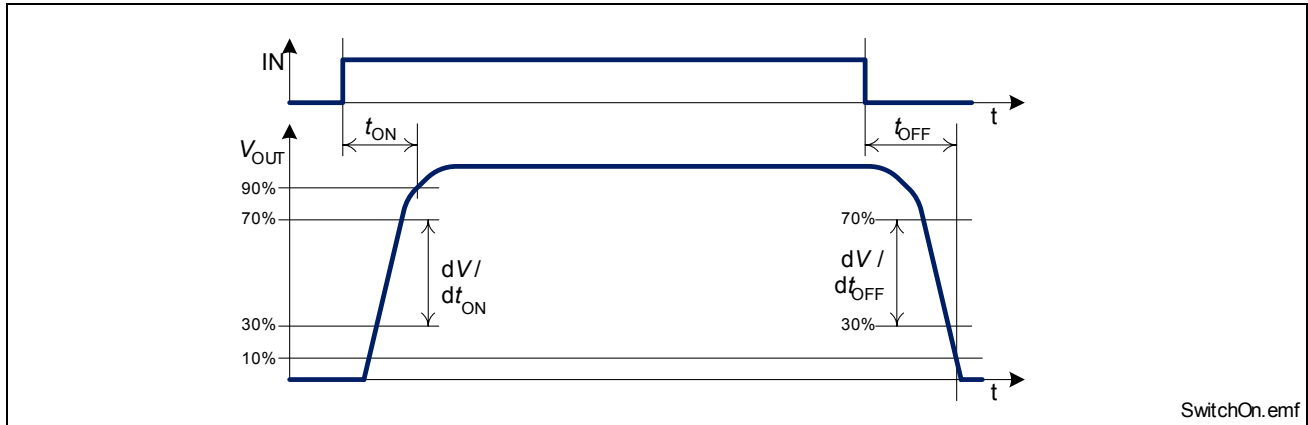 IN
t
tON
tOFF
VOUT
90%
70%
70%
dV /
dtON
dV /
dtOFF
30%
30%
10%
t
SwitchOn.emf